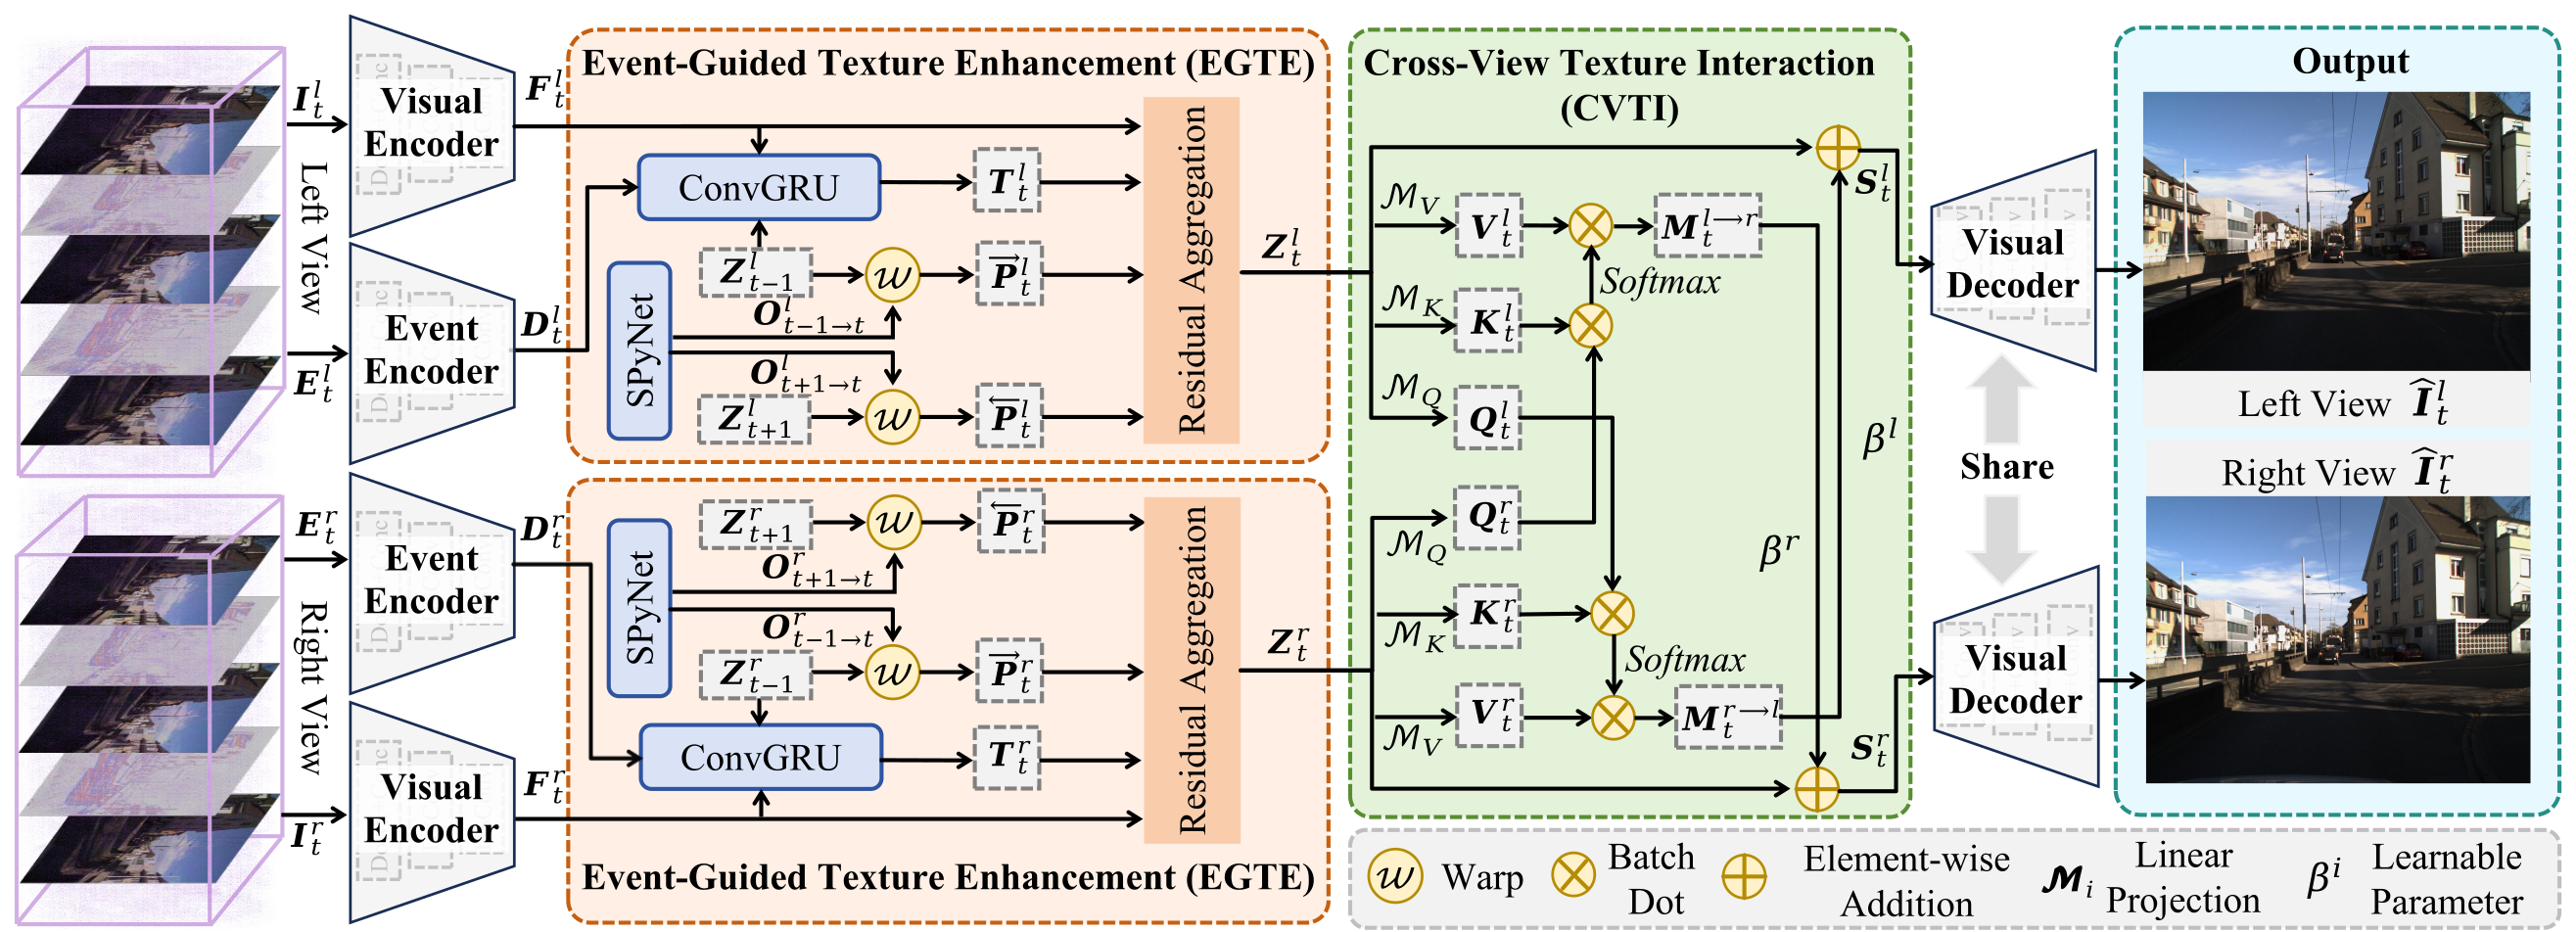 Left View
Right View
I_t^l
E_t^l
E_t^r
I_t^r
Visual
Encoder
Event
Encoder
Event
Encoder
Visual
Encoder
F_t^l
D_t^l
D_t^r
F_t^r
Event-Guided Texture Enhancement (EGTE)
ConvGRU
T_t^l
SPyNet
Z_{t-1}^l
w
P→_t^l
O_{t-1→t}^l
O_{t+1→t}^l
Z_{t+1}^l
w
P←_t^l
Residual Aggregation
Z_{t+1}^r
w
P←_t^r
SPyNet
O_{t+1→t}^r
O_{t-1→t}^r
Z_{t-1}^r
w
P→_t^r
ConvGRU
T_t^r
Residual Aggregation
Event-Guided Texture Enhancement (EGTE)
Z_t^l
Z_t^r
Cross-View Texture Interaction
(CVTI)
M_V
V_t^l
M_t^{l→r}
Softmax
M_K
K_t^l
M_Q
Q_t^l
β^l
Q_t^r
M_Q
β^r
K_t^r
M_K
Softmax
V_t^r
M_V
M_t^{r→l}
S_t^l
S_t^r
Visual
Decoder
Share
Visual
Decoder
Output
Left View Î_t^l
Right View Î_t^r
w Warp
Batch
Dot
Element-wise
Addition
M_i Linear
Projection
β^i Learnable
Parameter